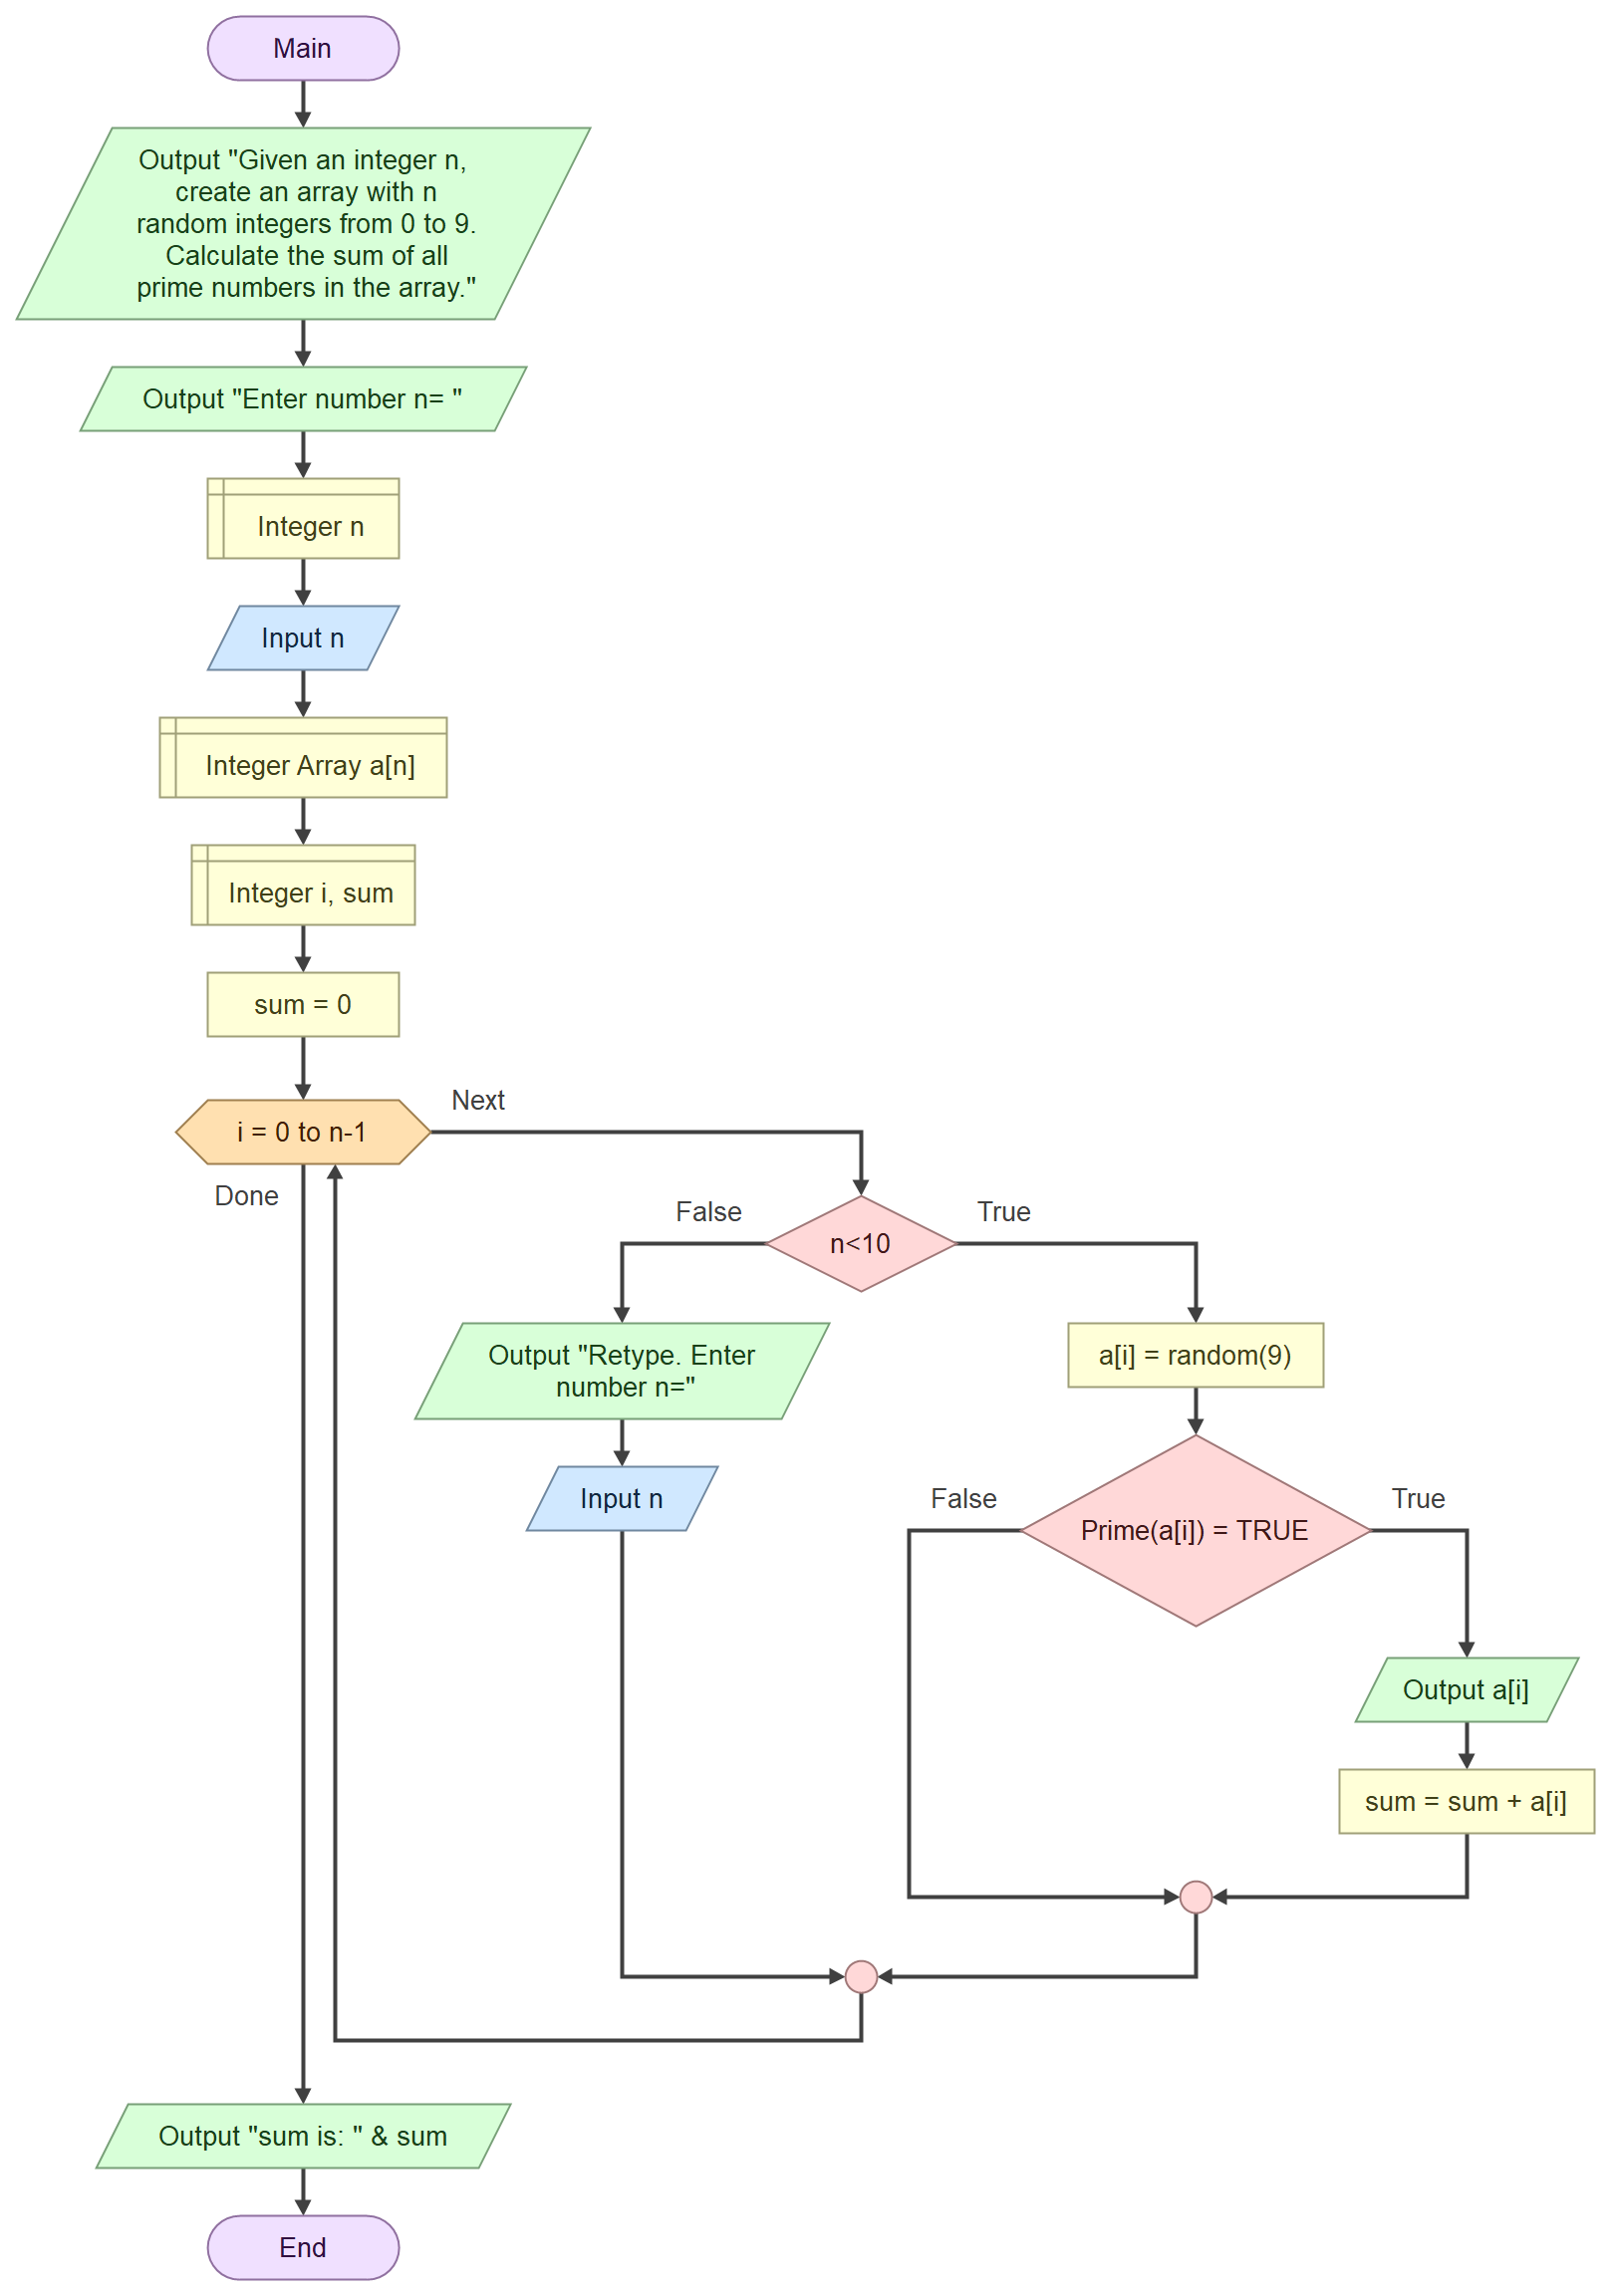 Main
Output "Given an integer n,
create an array with n
random integers from 0 to 9.
Calculate the sum of all
prime numbers in the array."
Output "Enter number n= "
Integer n
Input n
Integer Array a[n]
Integer i, sum
sum = 0
i = 0 to n-1
Next
Done
n<10
False
True
Output "Retype. Enter
number n="
Input n
a[i] = random(9)
Prime(a[i]) = TRUE
False
True
Output a[i]
sum = sum + a[i]
Output "sum is: " & sum
End